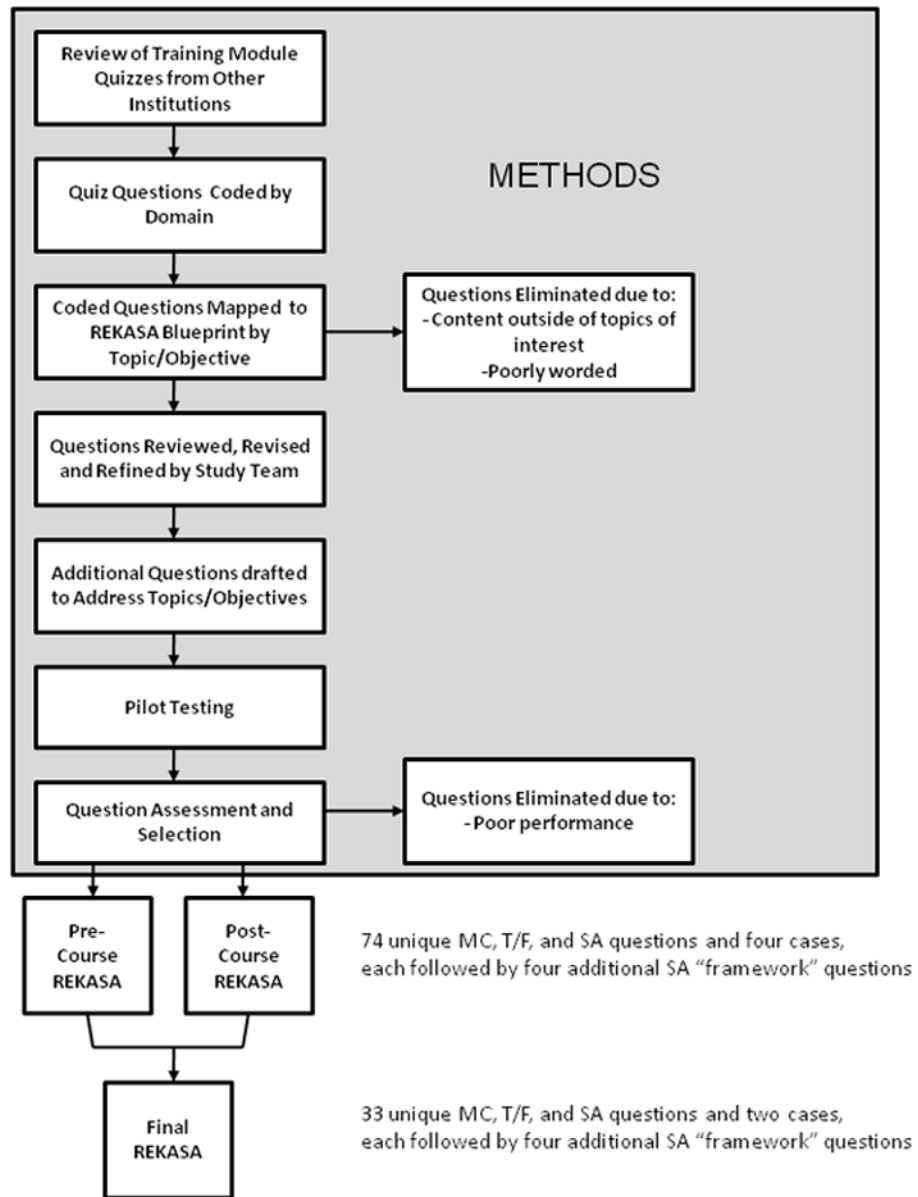 Review of Training Module
Quizzes from Other
Institutions
METHODS
Quiz Questions Coded by
Domain
Coded Questions Mapped to
REKASA Blueprint by
Topic/Objective
Questions Eliminated due to:
- Content outside of topics of
interest
-Poorly worded
Questions Reviewed, Revised
and Refined by Study Team
Additional Questions drafted
to Address Topics/Objectives
Pilot Testing
Question Assessment and
Selection
Questions Eliminated due to:
- Poor performance
Pre-
Course
REKASA
Post-
Course
REKASA
74 unique MC, T/F, and SA questions and four cases,
each followed by four additional SA “framework” questions
Final
REKASA
33 unique MC, T/F, and SA questions and two cases,
each followed by four additional SA “framework” questions